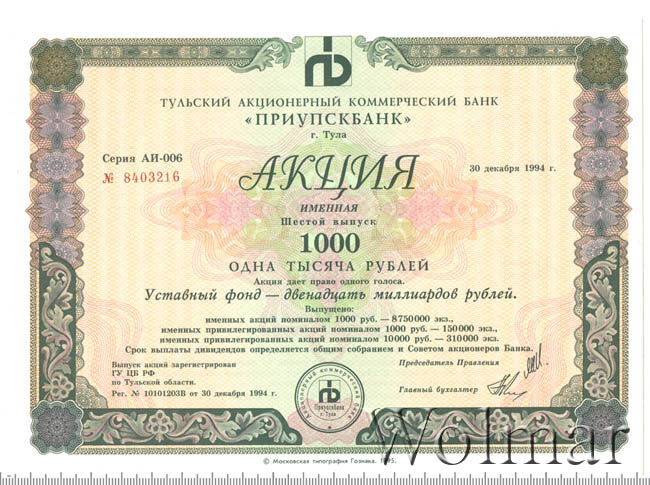 ТУЛЬСКИЙ АКЦИОНЕРНЫЙ КОММЕРЧЕСКИЙ БАНК
«ПРИУПСКБАНК»
г. Тула
Серия АИ-006
30 декабря 1994 г.
№ 8403216
АКЦИЯ
ИМЕННАЯ
Шестой выпуск
1000
ОДНА ТЫСЯЧА РУБЛЕЙ
Акция дает право одного голоса.
Уставный фонд — двенадцать миллиардов рублей.
Выпущено:
именных акций номиналом 1000 руб. — 8750000 экз.,
именных привилегированных акций номиналом 1000 руб. — 150000 экз.,
именных привилегированных акций номиналом 10000 руб. — 310000 экз.
Срок выплаты дивидендов определяется общим собранием и Советом акционеров Банка.
Выпуск акций зарегистрирован
ГУ ЦБ РФ
по Тульской области.
Рег. № 10101203В от 30 декабря 1994 г.
Председатель Правления
Главный бухгалтер
Акционерный коммерческий
Приупскбанк
г. Тула
Wolmar
© Московская типография Гознака. 1995.